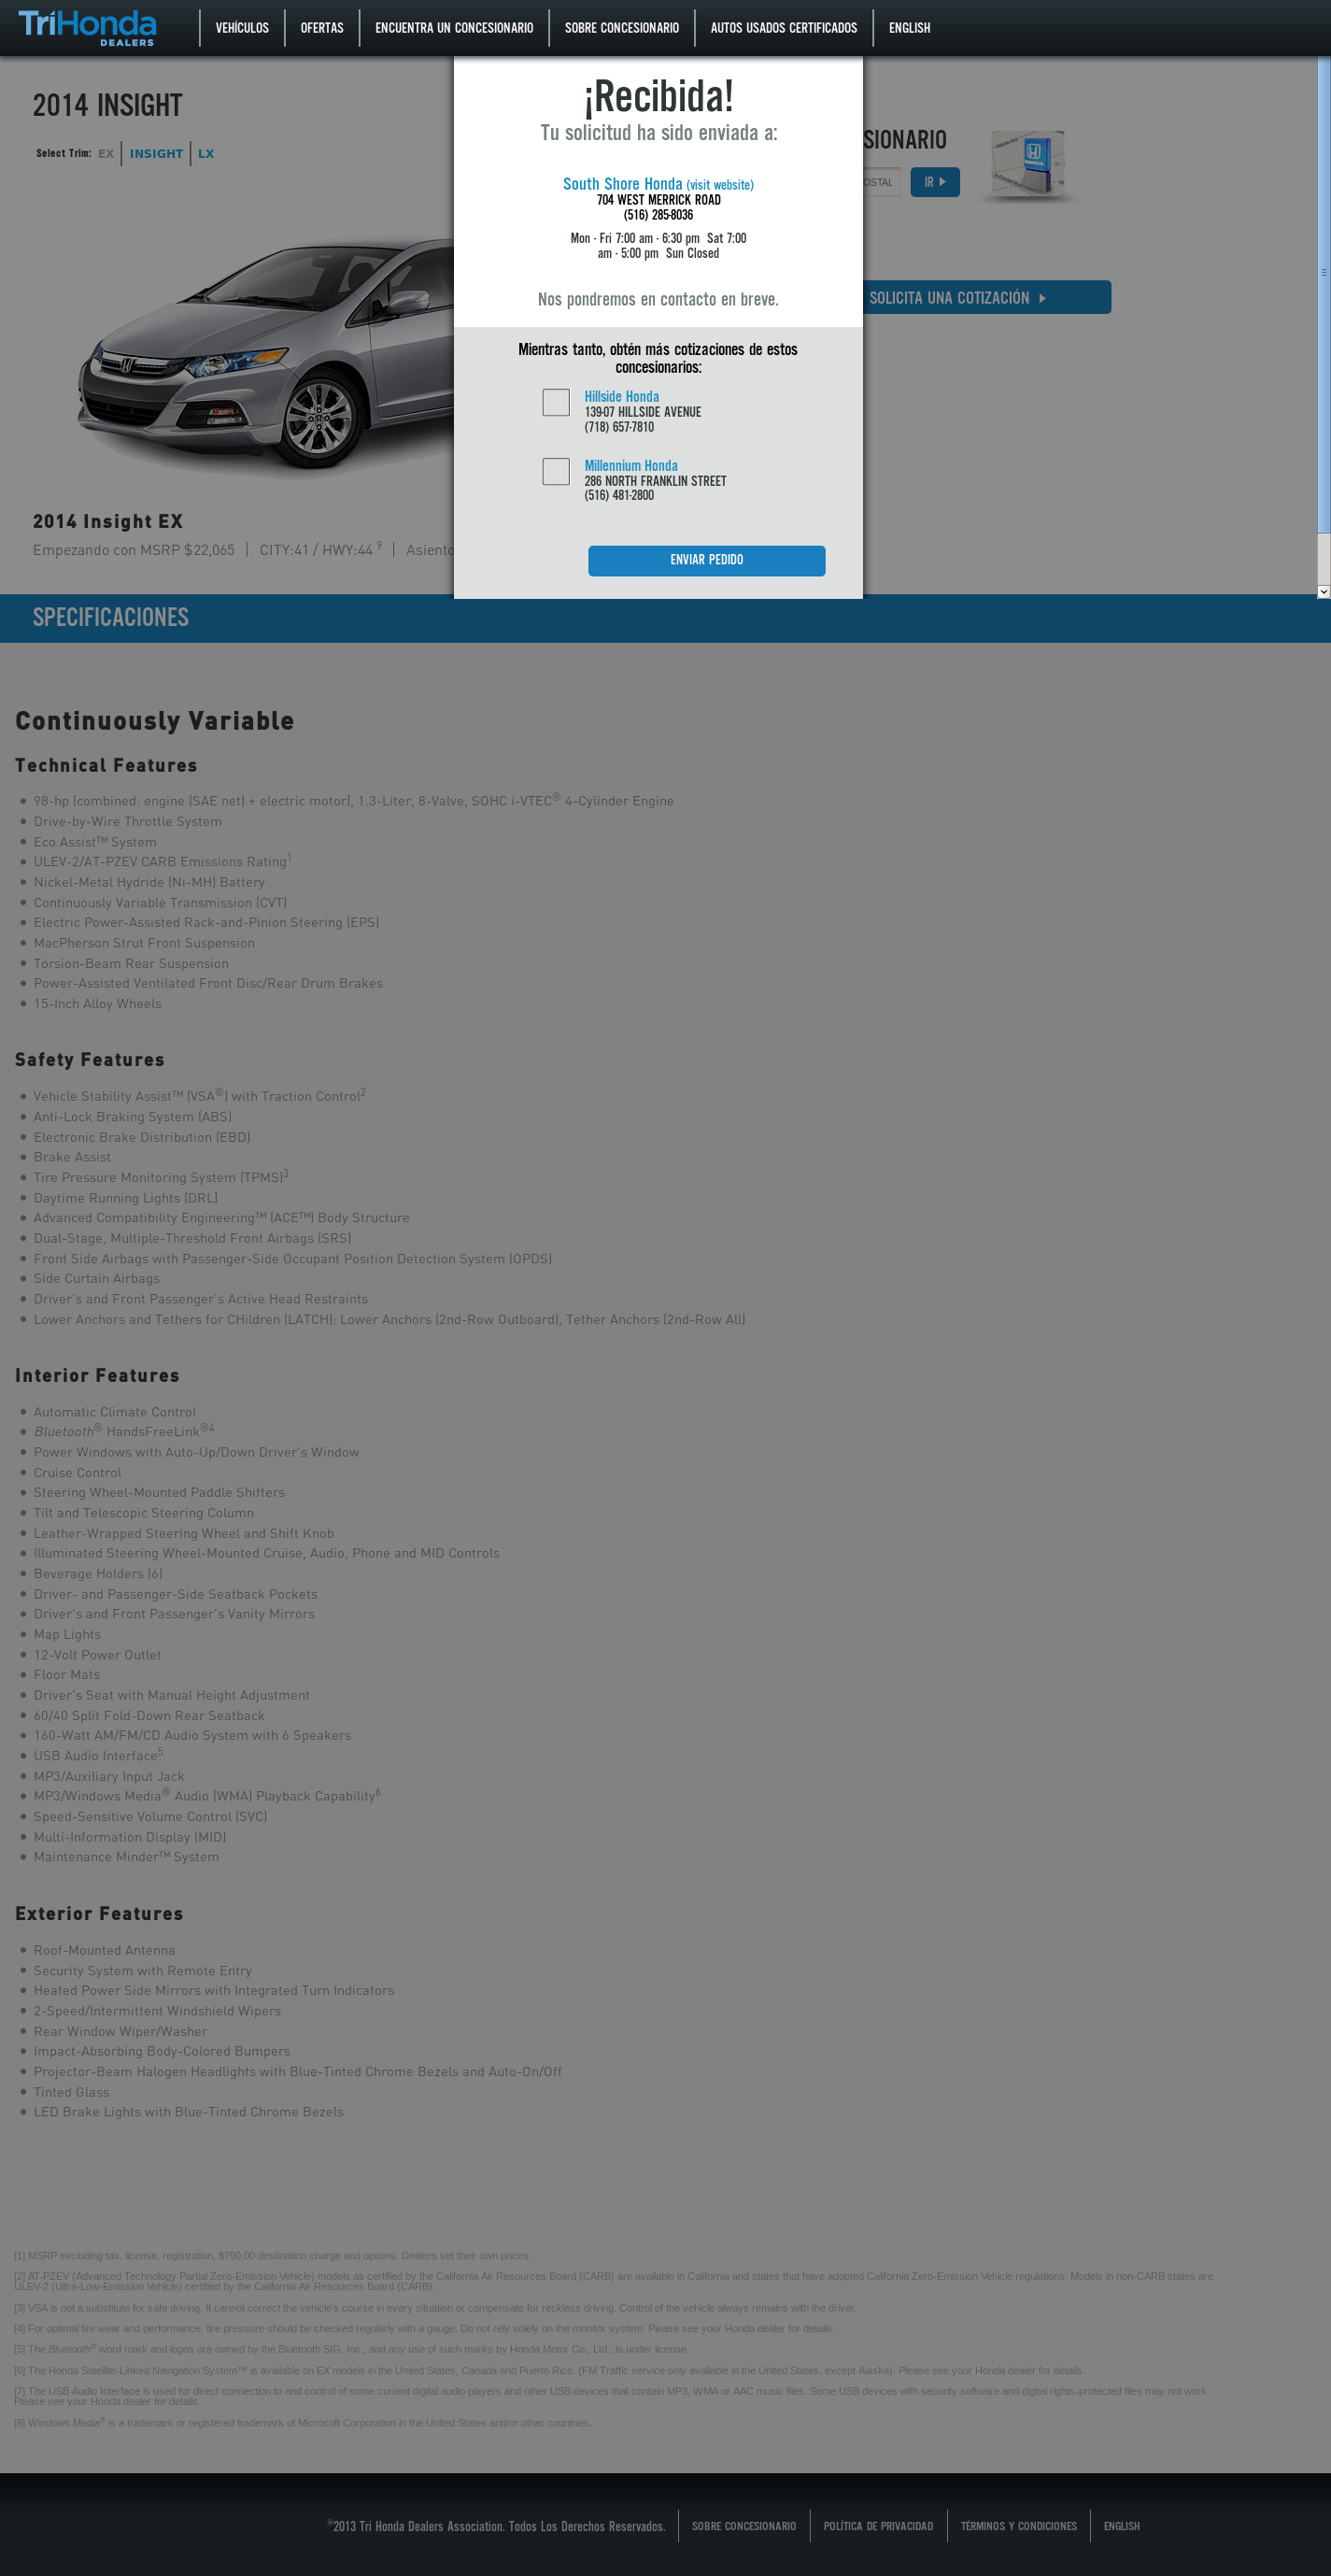 TriHonda
DEALERS
VEHÍCULOS
OFERTAS
ENCUENTRA UN CONCESIONARIO
SOBRE CONCESIONARIO
AUTOS USADOS CERTIFICADOS
ENGLISH
2014 INSIGHT
Select Trim: EX INSIGHT LX
¡Recibida!
Tu solicitud ha sido enviada a:
South Shore Honda (visit website)
704 WEST MERRICK ROAD
(516) 285-8036
Mon - Fri 7:00 am - 6:30 pm Sat 7:00
am - 5:00 pm Sun Closed
Nos pondremos en contacto en breve.
Mientras tanto, obtén más cotizaciones de estos
concesionarios:
Hillside Honda
139-07 HILLSIDE AVENUE
(718) 657-7810
Millennium Honda
286 NORTH FRANKLIN STREET
(516) 481-2800
ENVIAR PEDIDO
SIONARIO
OSTAL
IR
SOLICITA UNA COTIZACIÓN
2014 Insight EX
Empezando con MSRP $22,065 | CITY:41 / HWY:44 9 | Asiento
SPECIFICACIONES
Continuously Variable
Technical Features
98-hp (combined: engine (SAE net) + electric motor), 1.3-Liter, 8-Valve, SOHC i-VTEC® 4-Cylinder Engine
Drive-by-Wire Throttle System
Eco Assist™ System
ULEV-2/AT-PZEV CARB Emissions Rating1
Nickel-Metal Hydride (Ni-MH) Battery
Continuously Variable Transmission (CVT)
Electric Power-Assisted Rack-and-Pinion Steering (EPS)
MacPherson Strut Front Suspension
Torsion-Beam Rear Suspension
Power-Assisted Ventilated Front Disc/Rear Drum Brakes
15-Inch Alloy Wheels
Safety Features
Vehicle Stability Assist™ (VSA®) with Traction Control2
Anti-Lock Braking System (ABS)
Electronic Brake Distribution (EBD)
Brake Assist
Tire Pressure Monitoring System (TPMS)3
Daytime Running Lights (DRL)
Advanced Compatibility Engineering™ (ACE™) Body Structure
Dual-Stage, Multiple-Threshold Front Airbags (SRS)
Front Side Airbags with Passenger-Side Occupant Position Detection System (OPDS)
Side Curtain Airbags
Driver's and Front Passenger's Active Head Restraints
Lower Anchors and Tethers for CHildren (LATCH): Lower Anchors (2nd-Row Outboard), Tether Anchors (2nd-Row All)
Interior Features
Automatic Climate Control
Bluetooth® HandsFreeLink®4
Power Windows with Auto-Up/Down Driver's Window
Cruise Control
Steering Wheel-Mounted Paddle Shifters
Tilt and Telescopic Steering Column
Leather-Wrapped Steering Wheel and Shift Knob
Illuminated Steering Wheel-Mounted Cruise, Audio, Phone and MID Controls
Beverage Holders (6)
Driver- and Passenger-Side Seatback Pockets
Driver's and Front Passenger's Vanity Mirrors
Map Lights
12-Volt Power Outlet
Floor Mats
Driver's Seat with Manual Height Adjustment
60/40 Split Fold-Down Rear Seatback
160-Watt AM/FM/CD Audio System with 6 Speakers
USB Audio Interface5
MP3/Auxiliary Input Jack
MP3/Windows Media® Audio (WMA) Playback Capability6
Speed-Sensitive Volume Control (SVC)
Multi-Information Display (MID)
Maintenance Minder™ System
Exterior Features
Roof-Mounted Antenna
Security System with Remote Entry
Heated Power Side Mirrors with Integrated Turn Indicators
2-Speed/Intermittent Windshield Wipers
Rear Window Wiper/Washer
Impact-Absorbing Body-Colored Bumpers
Projector-Beam Halogen Headlights with Blue-Tinted Chrome Bezels and Auto-On/Off
Tinted Glass
LED Brake Lights with Blue-Tinted Chrome Bezels
[1] MSRP excluding tax, license, registration, $790.00 destination charge and options. Dealers set their own prices.
[2] AT-PZEV (Advanced Technology Partial Zero-Emission Vehicle) models as certified by the California Air Resources Board (CARB) are available in California and states that have adopted California Zero-Emission Vehicle regulations. Models in non-CARB states are
ULEV-2 (Ultra-Low-Emission Vehicle) certified by the California Air Resources Board (CARB).
[3] VSA is not a substitute for safe driving. It cannot correct the vehicle's course in every situation or compensate for reckless driving. Control of the vehicle always remains with the driver.
[4] For optimal tire wear and performance, tire pressure should be checked regularly with a gauge. Do not rely solely on the monitor system. Please see your Honda dealer for details.
[5] The Bluetooth® word mark and logos are owned by the Bluetooth SIG, Inc., and any use of such marks by Honda Motor Co., Ltd., is under license.
[6] The Honda Satellite-Linked Navigation System™ is available on EX models in the United States, Canada and Puerto Rico. (FM Traffic service only available in the United States, except Alaska). Please see your Honda dealer for details.
[7] The USB Audio Interface is used for direct connection to and control of some current digital audio players and other USB devices that contain MP3, WMA or AAC music files. Some USB devices with security software and digital rights-protected files may not work.
Please see your Honda dealer for details.
[8] Windows Media® is a trademark or registered trademark of Microsoft Corporation in the United States and/or other countries.
®2013 Tri Honda Dealers Association. Todos Los Derechos Reservados.
SOBRE CONCESIONARIO
POLÍTICA DE PRIVACIDAD
TÉRMINOS Y CONDICIONES
ENGLISH